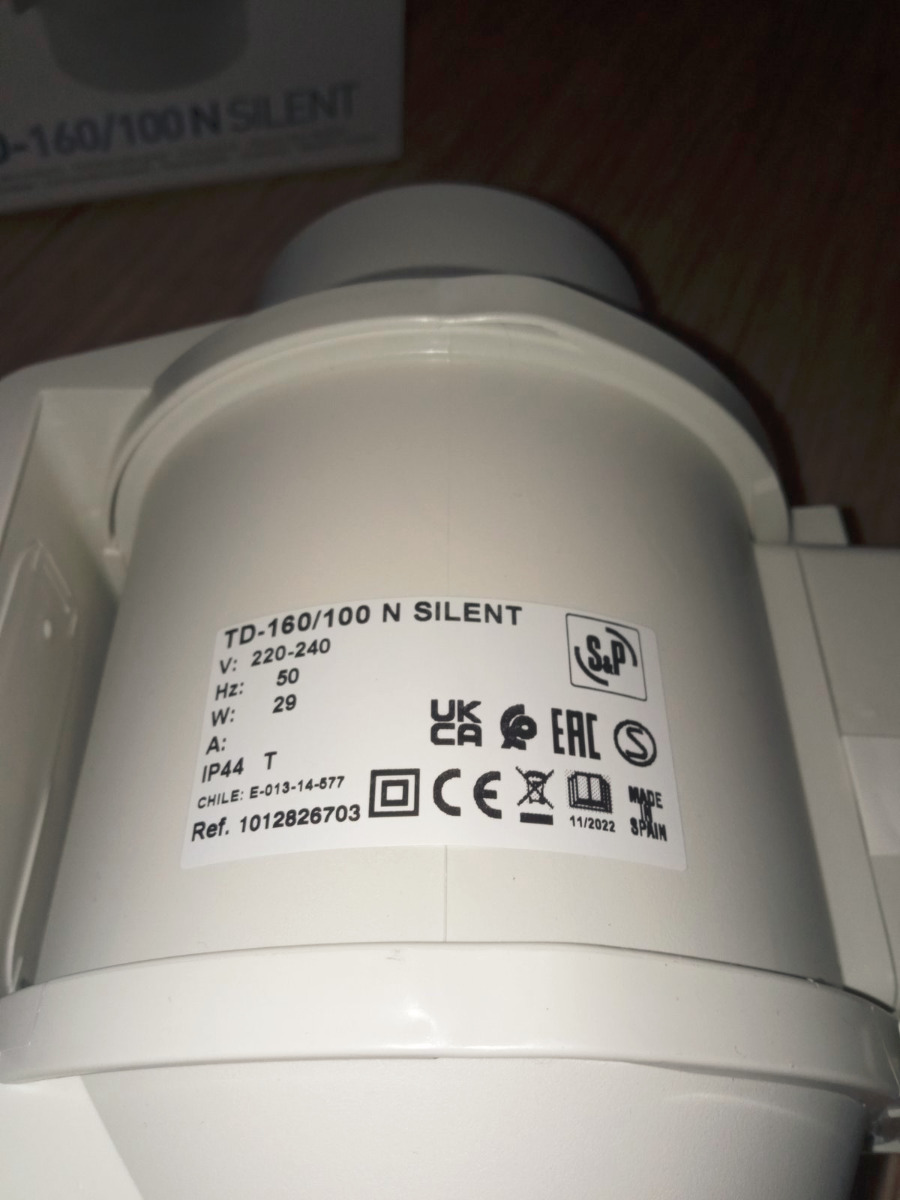 -160/100 N SILENT
TD-160/100 N SILENT
V: 220-240
Hz: 50
W: 29
A:
IP44 T
CHILE: E-013-14-577
Ref. 1012826703
S&P
UK
CA
EAC
S
CE
11/2022
MADE
IN
SPAIN